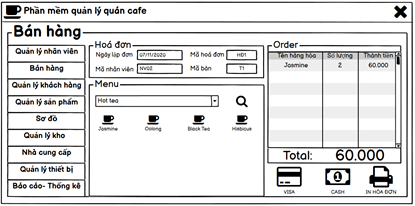 Phần mềm quản lý quán cafe
Bán hàng
Quản lý nhân viên
Bán hàng
Quản lý khách hàng
Quản lý sản phẩm
Sơ đồ
Quản lý kho
Nhà cung cấp
Quản lý thiết bị
Báo cáo- Thống kê
Hoá đơn
Ngày lập đơn 07/11/2020 Mã hoá đơn HĐ1
Mã nhân viên NV02 Mã bàn T1
Menu
Hot tea
Jasmine Oolong Black Tea Hisbicus
Order
Tên hàng hóa Số lượng Thành tiền
Jasmine 2 60.000
Total: 60.000
VISA CASH IN HÓA ĐƠN